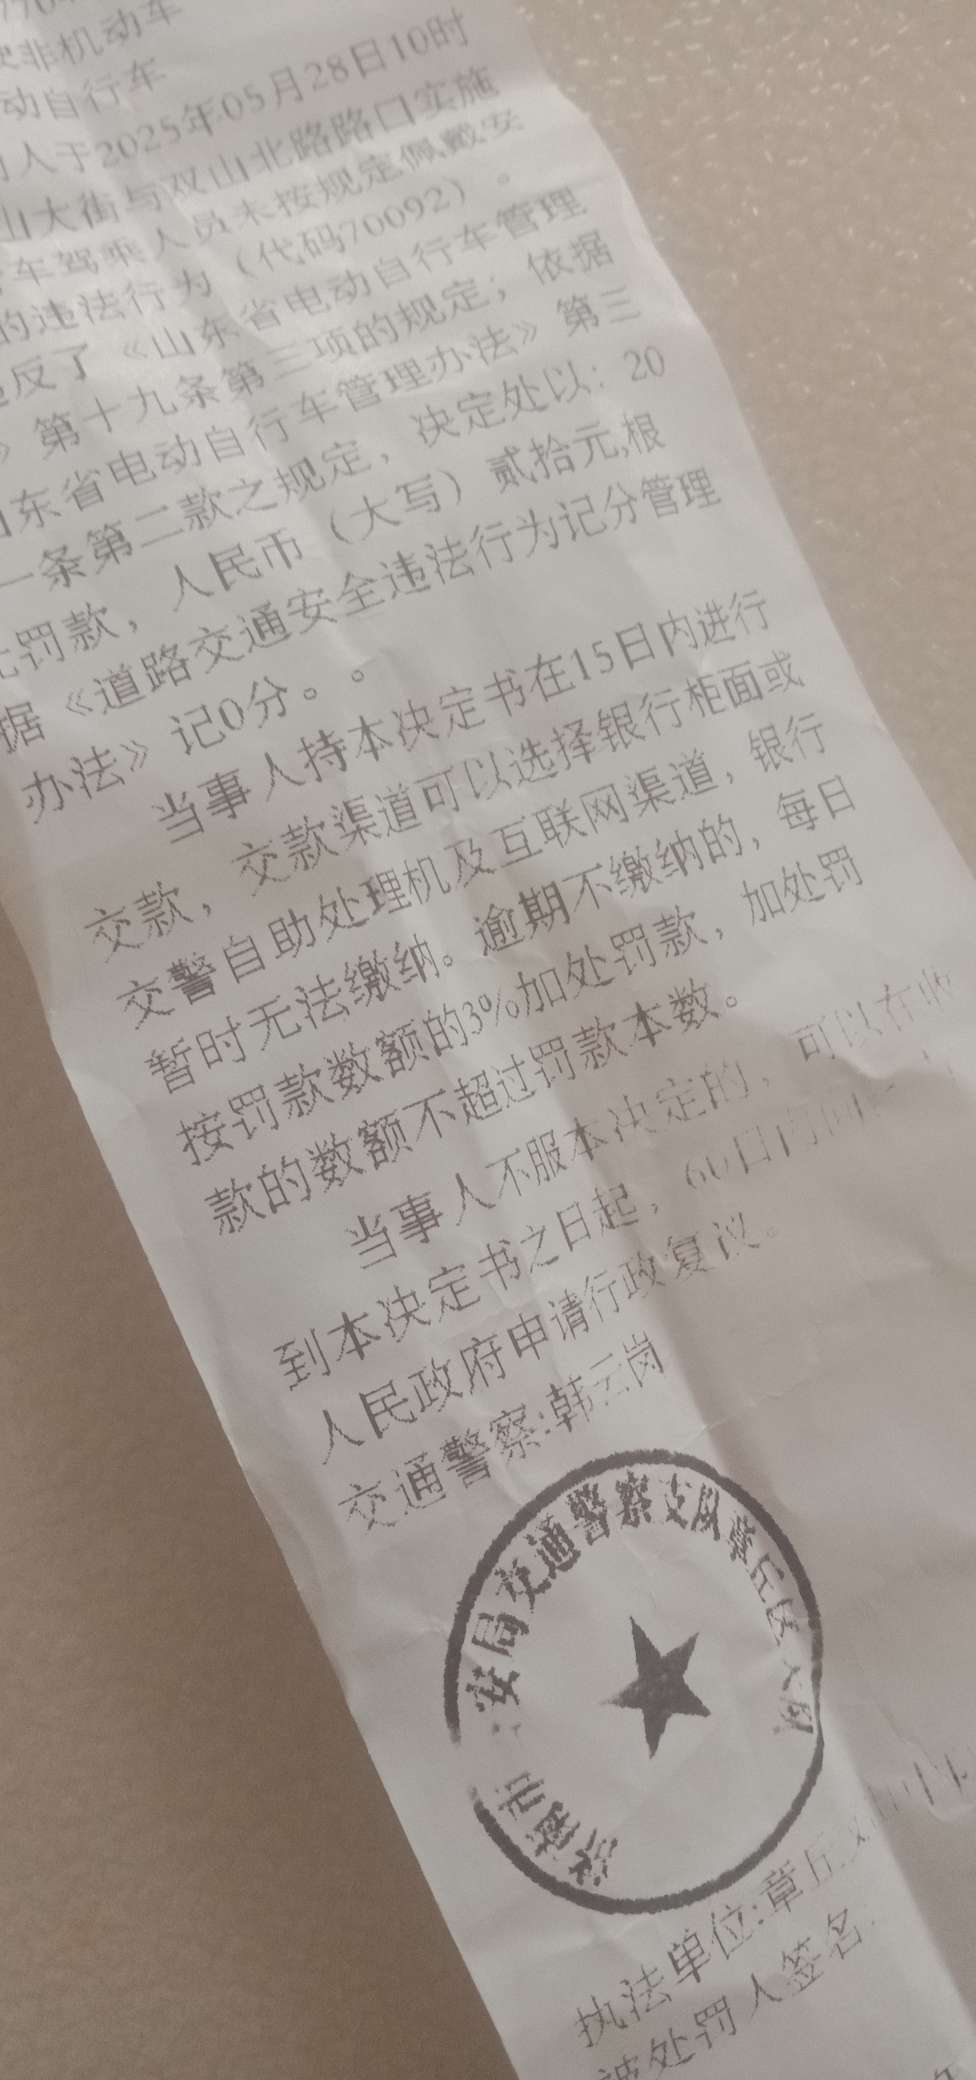 驶非机动车
动自行车
人于2025年05月28日10时
山大街与双山北路路口实施
车驾乘人员未按规定佩戴安
的违法行为（代码70092）。
违反了《山东省电动自行车管理
》第十九条第三项的规定；依据
山东省电动自行车管理办法》第三
一条第二款之规定，决定处以：20
元罚款，人民币（大写）贰拾元,根
据《道路交通安全违法行为记分管理
办法》记0分。。
当事人持本决定书在15日内进行
交款，交款渠道可以选择银行柜面或
交警自助处理机及互联网渠道，银行
暂时无法缴纳。逾期不缴纳的，每日
按罚款数额的3%加处罚款，加处罚
款的数额不超过罚款本数。
当事人不服本决定的，可以在收
到本决定书之日起，60日内向
人民政府申请行政复议。
交通警察:韩云岗
济南市 安局交通警察支队章丘区大队
执法单位:章丘
被处罚人签名: